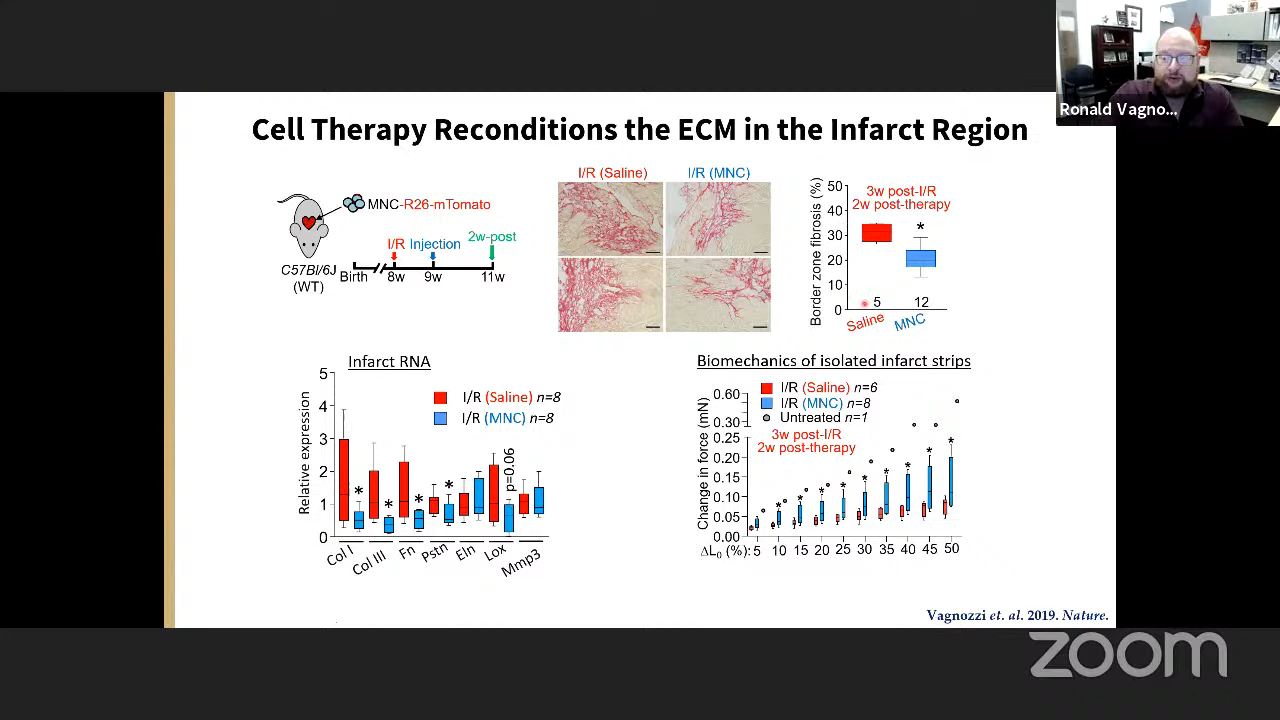 Ronald Vagno...
Cell Therapy Reconditions the ECM in the Infarct Region
MNC-R26-mTomato
C57Bl/6J
(WT)
I/R Injection 2w-post
Birth 8w 9w 11w
I/R (Saline) I/R (MNC)
Border zone fibrosis (%)
50
40
30
20
10
0
3w post-I/R
2w post-therapy
*
5 12
Saline MNC
Infarct RNA
Relative expression
5
4
3
2
1
0
I/R (Saline) n=8
I/R (MNC) n=8
* * * * p=0.06
Col I Col III Fn Pstn Eln Lox Mmp3
Biomechanics of isolated infarct strips
Change in force (mN)
0.60
0.30
0.25
0.20
0.15
0.10
0.05
0.00
I/R (Saline) n=6
I/R (MNC) n=8
Untreated n=1
3w post-I/R
2w post-therapy
* * * * * * * * *
ΔL0 (%): 5 10 15 20 25 30 35 40 45 50
Vagnozzi et. al. 2019. Nature.
zoom